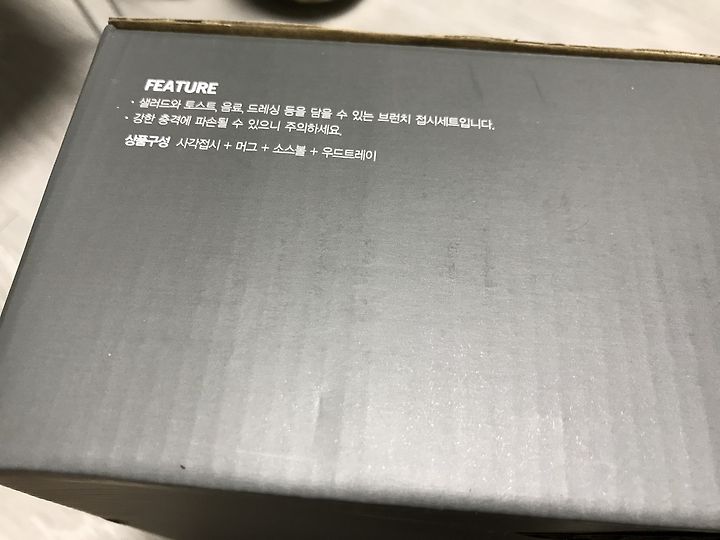 FEATURE
·샐러드와 토스트, 음료, 드레싱 등을 담을 수 있는 브런치 접시세트입니다.
· 강한 충격에 파손될 수 있으니 주의하세요.
상품구성 사각접시 + 머그 + 소스볼 + 우드트레이